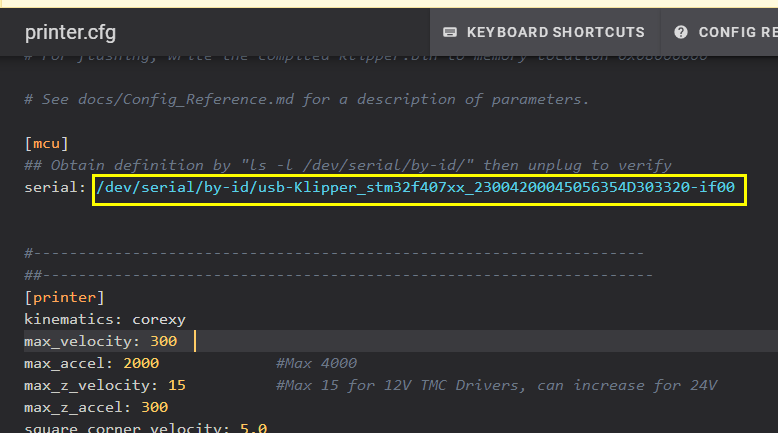 printer.cfg
KEYBOARD SHORTCUTS
CONFIG RE
# For flashing, write the compiled klipper.bin to memory location 0x08000000
# See docs/Config_Reference.md for a description of parameters.
[mcu]
## Obtain definition by "ls -l /dev/serial/by-id/" then unplug to verify
serial: /dev/serial/by-id/usb-Klipper_stm32f407xx_23004200045056354D303320-if00
#--------------------------------------------------------------------
##--------------------------------------------------------------------
[printer]
kinematics: corexy
max_velocity: 300
max_accel: 2000 #Max 4000
max_z_velocity: 15 #Max 15 for 12V TMC Drivers, can increase for 24V
max_z_accel: 300
square_corner_velocity: 5.0